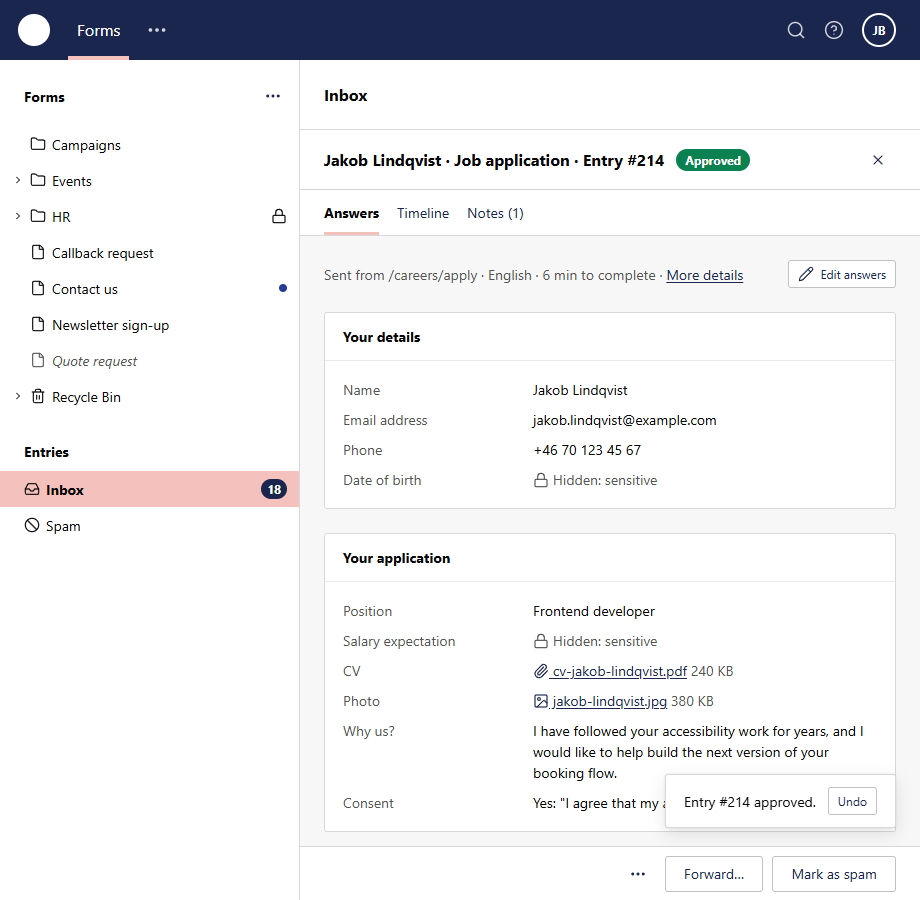 Forms
JB
Forms
Campaigns
Events
HR
Callback request
Contact us
Newsletter sign-up
Quote request
Recycle Bin
Entries
Inbox
18
Spam
Inbox
Jakob Lindqvist · Job application · Entry #214
Approved
Answers
Timeline
Notes (1)
Sent from /careers/apply · English · 6 min to complete · More details
Edit answers
Your details
Name
Jakob Lindqvist
Email address
jakob.lindqvist@example.com
Phone
+46 70 123 45 67
Date of birth
Hidden: sensitive
Your application
Position
Frontend developer
Salary expectation
Hidden: sensitive
CV
cv-jakob-lindqvist.pdf 240 KB
Photo
jakob-lindqvist.jpg 380 KB
Why us?
I have followed your accessibility work for years, and I
would like to help build the next version of your
booking flow.
Consent
Yes: "I agree that my
Entry #214 approved.
Undo
Forward...
Mark as spam